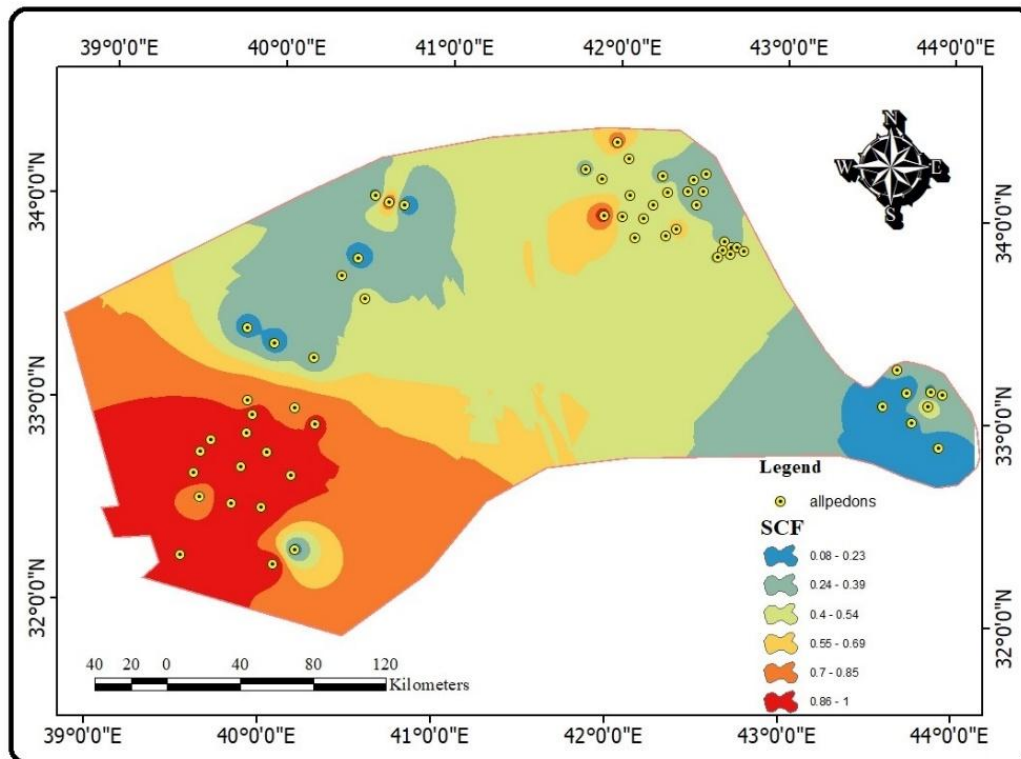 39°0'0"E 40°0'0"E 41°0'0"E 42°0'0"E 43°0'0"E 44°0'0"E
N
W E
S
34°0'0"N 34°0'0"N
33°0'0"N 33°0'0"N
32°0'0"N 32°0'0"N
Legend
allpedons
SCF
0.08 - 0.23
0.24 - 0.39
0.4 - 0.54
0.55 - 0.69
0.7 - 0.85
0.86 - 1
40 20 0 40 80 120
Kilometers
39°0'0"E 40°0'0"E 41°0'0"E 42°0'0"E 43°0'0"E 44°0'0"E